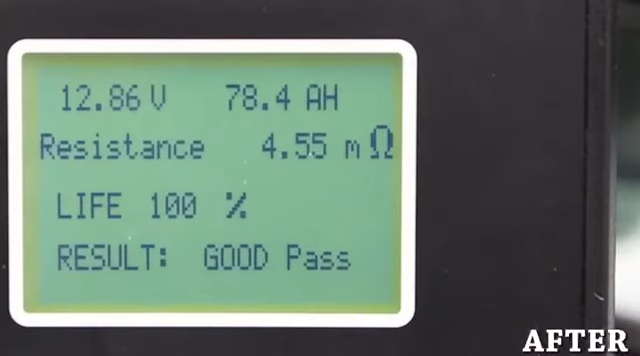 12.86 V 78.4 AH
Resistance 4.55 mΩ
LIFE 100 %
RESULT: GOOD Pass
AFTER